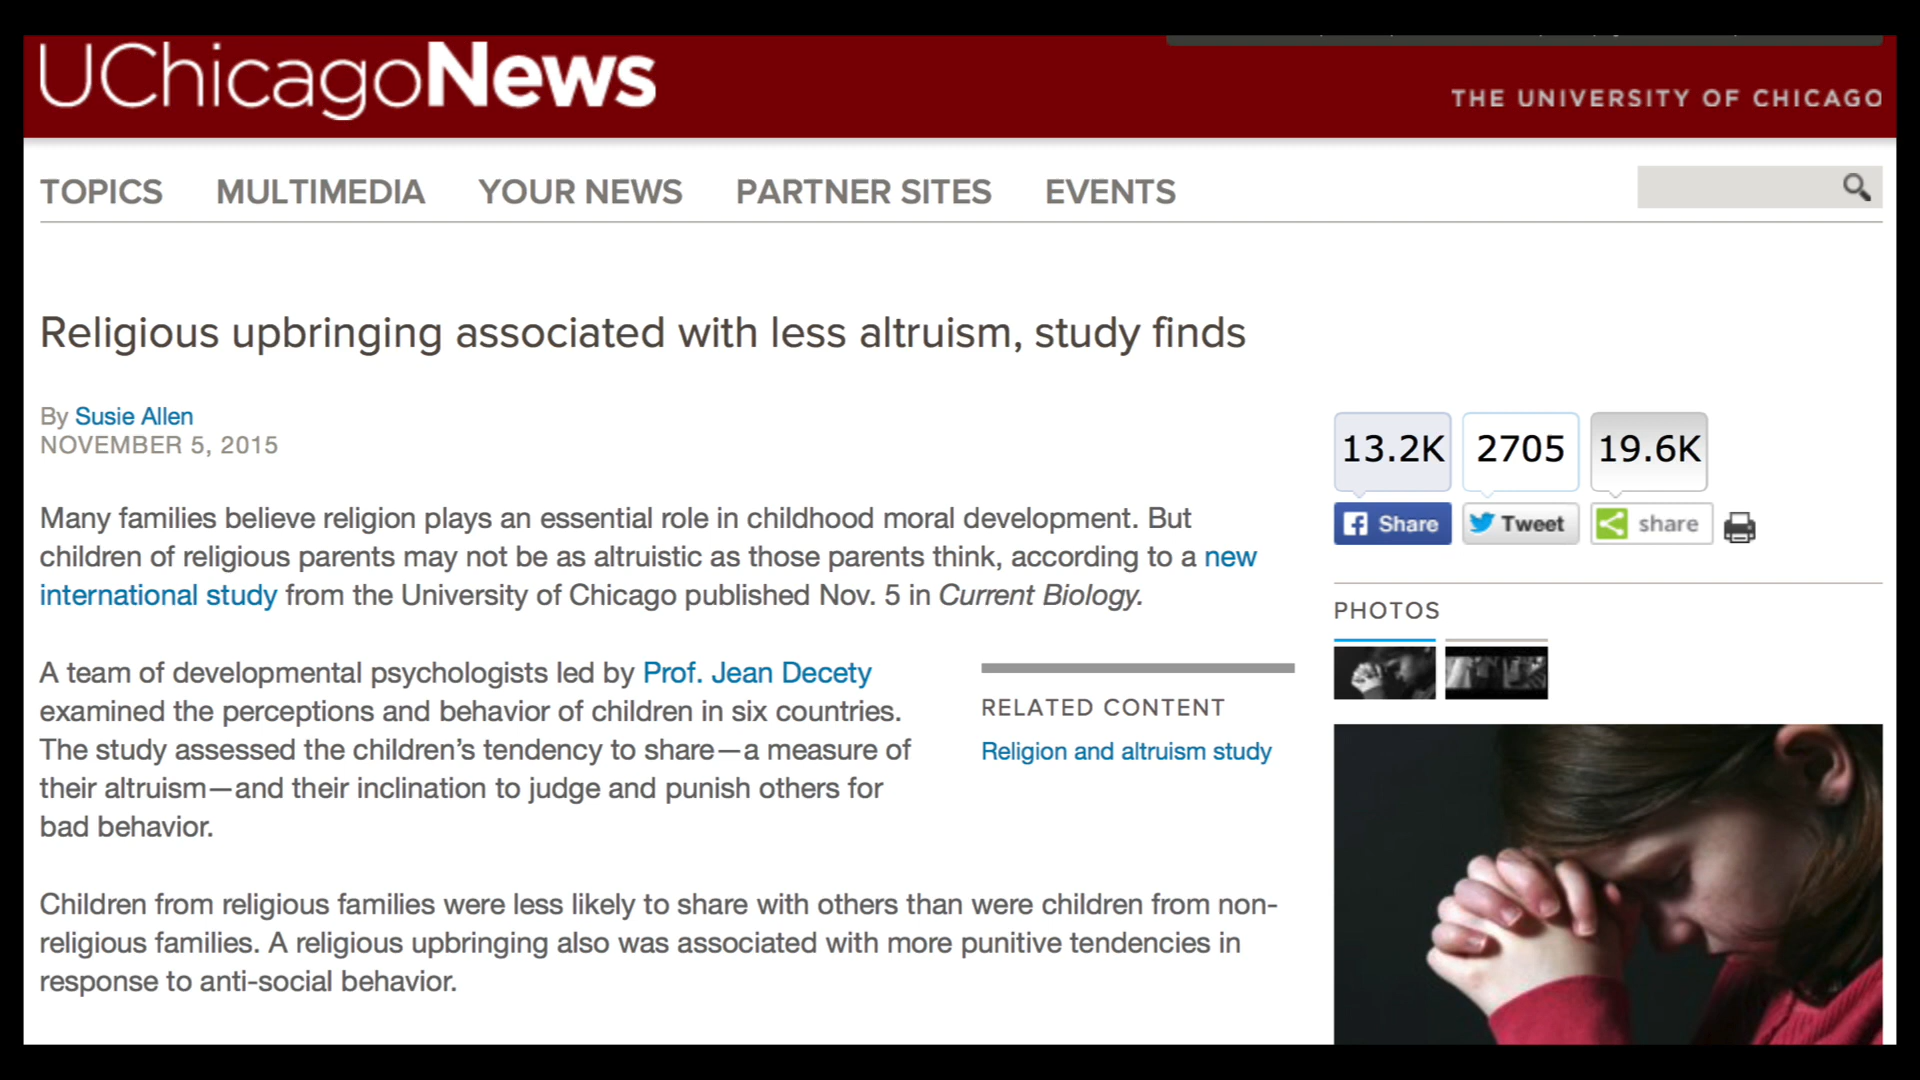 UChicagoNews
THE UNIVERSITY OF CHICAGO
TOPICS MULTIMEDIA YOUR NEWS PARTNER SITES EVENTS
Religious upbringing associated with less altruism, study finds
By Susie Allen
NOVEMBER 5, 2015
Many families believe religion plays an essential role in childhood moral development. But
children of religious parents may not be as altruistic as those parents think, according to a new
international study from the University of Chicago published Nov. 5 in Current Biology.
A team of developmental psychologists led by Prof. Jean Decety
examined the perceptions and behavior of children in six countries.
The study assessed the children's tendency to share—a measure of
their altruism—and their inclination to judge and punish others for
bad behavior.
RELATED CONTENT
Religion and altruism study
Children from religious families were less likely to share with others than were children from non-
religious families. A religious upbringing also was associated with more punitive tendencies in
response to anti-social behavior.
13.2K 2705 19.6K
Share Tweet share
PHOTOS